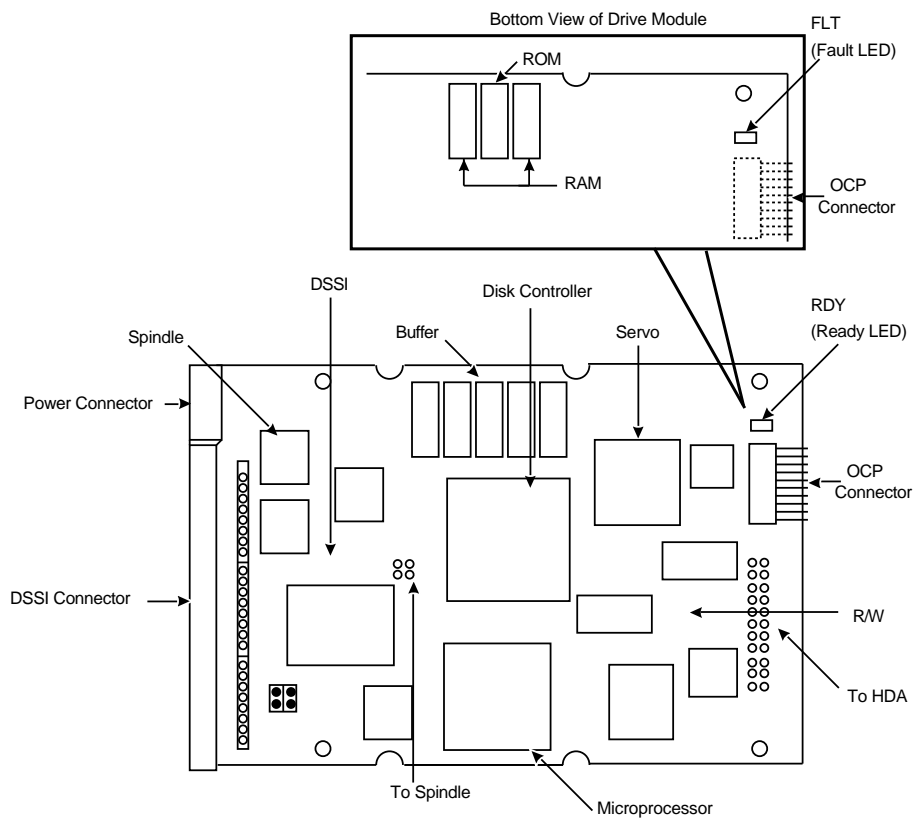 Bottom View of Drive Module
FLT
(Fault LED)
ROM
RAM
OCP
Connector
DSSI
Disk Controller
RDY
(Ready LED)
Spindle
Buffer
Servo
Power Connector
OCP
Connector
DSSI Connector
R/W
To HDA
To Spindle
Microprocessor